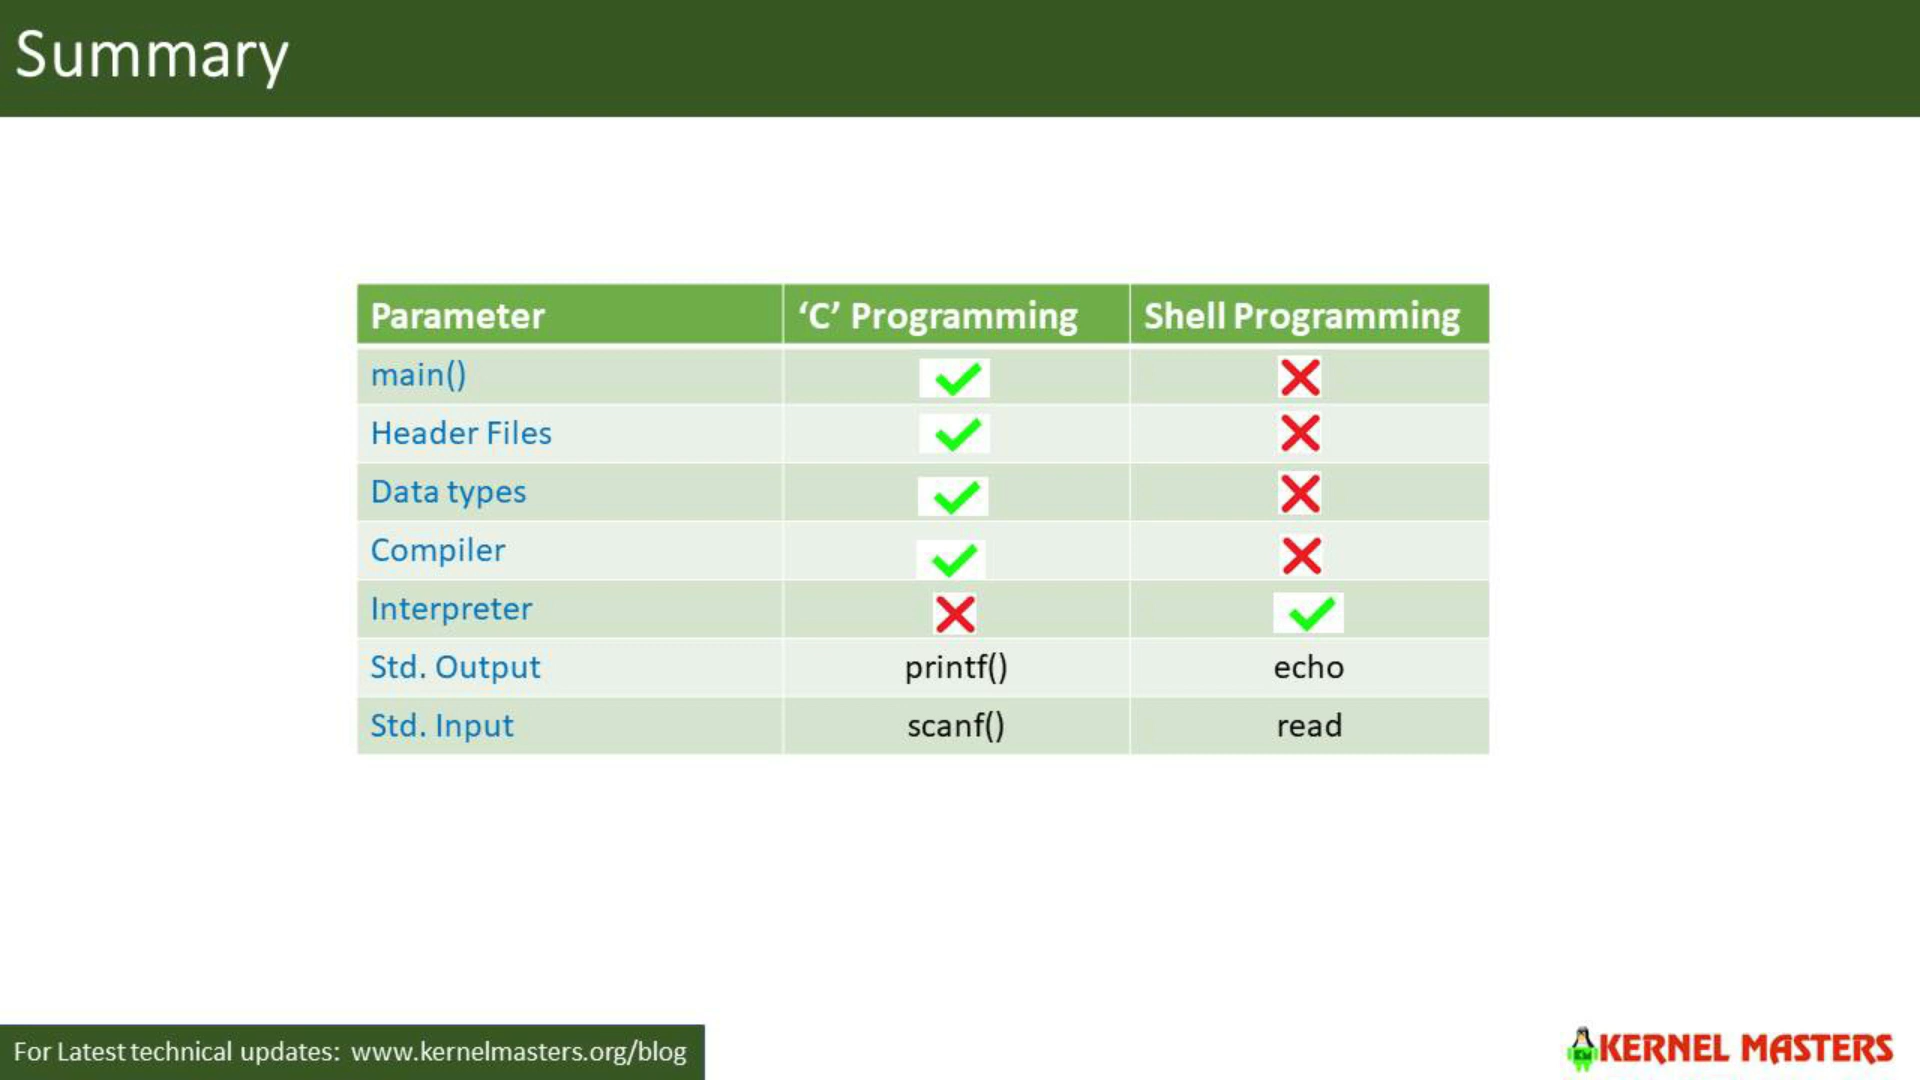 Summary
Parameter ‘C’ Programming Shell Programming
main()
Header Files
Data types
Compiler
Interpreter
Std. Output printf() echo
Std. Input scanf() read
For Latest technical updates: www.kernelmasters.org/blog
KERNEL MASTERS